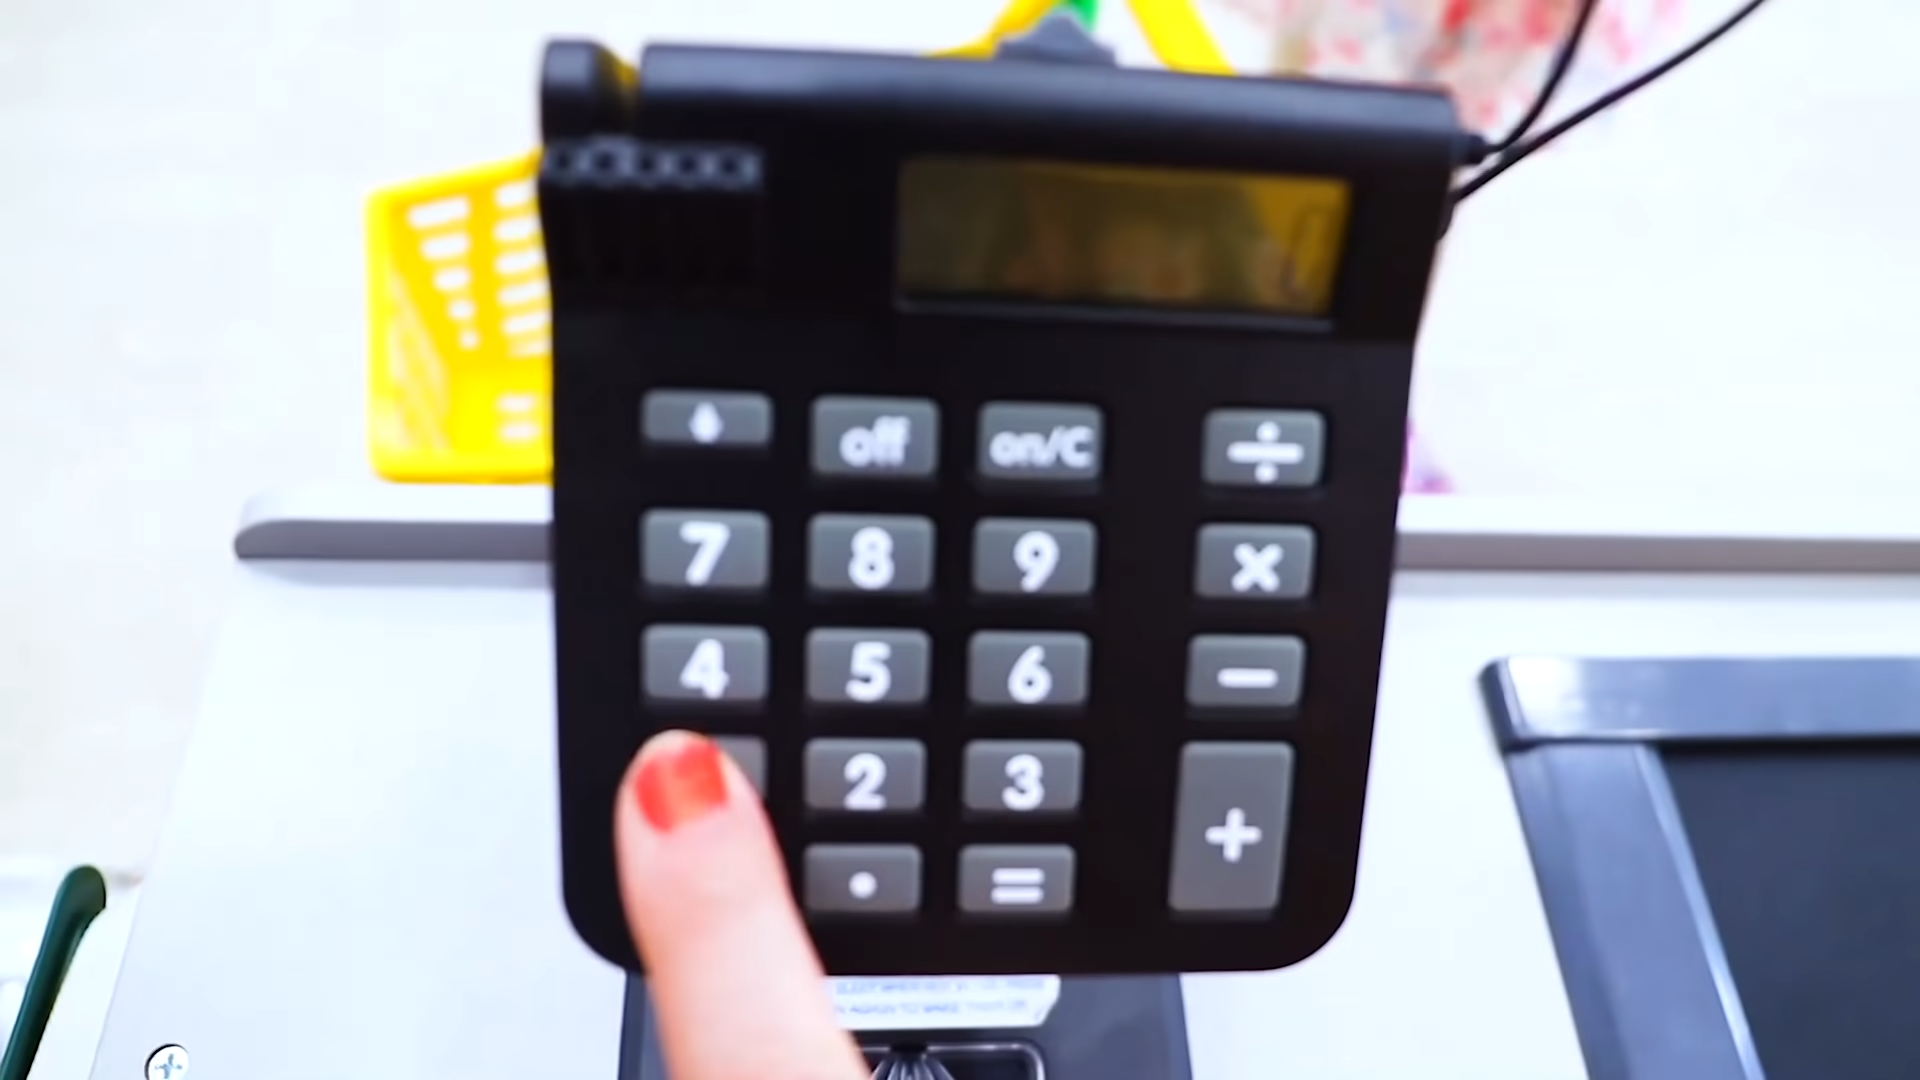 off on/C ÷
7 8 9 ×
4 5 6 −
2 3 +
. =